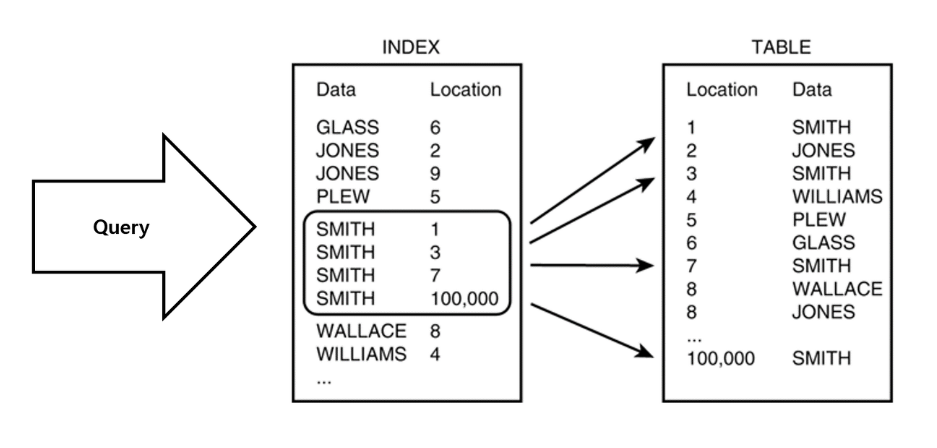 Query
INDEX
Data Location
GLASS 6
JONES 2
JONES 9
PLEW 5
SMITH 1
SMITH 3
SMITH 7
SMITH 100,000
WALLACE 8
WILLIAMS 4
...
TABLE
Location Data
1 SMITH
2 JONES
3 SMITH
4 WILLIAMS
5 PLEW
6 GLASS
7 SMITH
8 WALLACE
8 JONES
...
100,000 SMITH